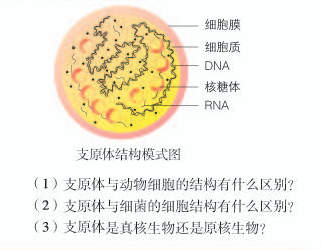 细胞膜
细胞质
DNA
核糖体
RNA
支原体结构模式图
（1）支原体与动物细胞的结构有什么区别?
（2）支原体与细菌的细胞结构有什么区别?
（3）支原体是真核生物还是原核生物?